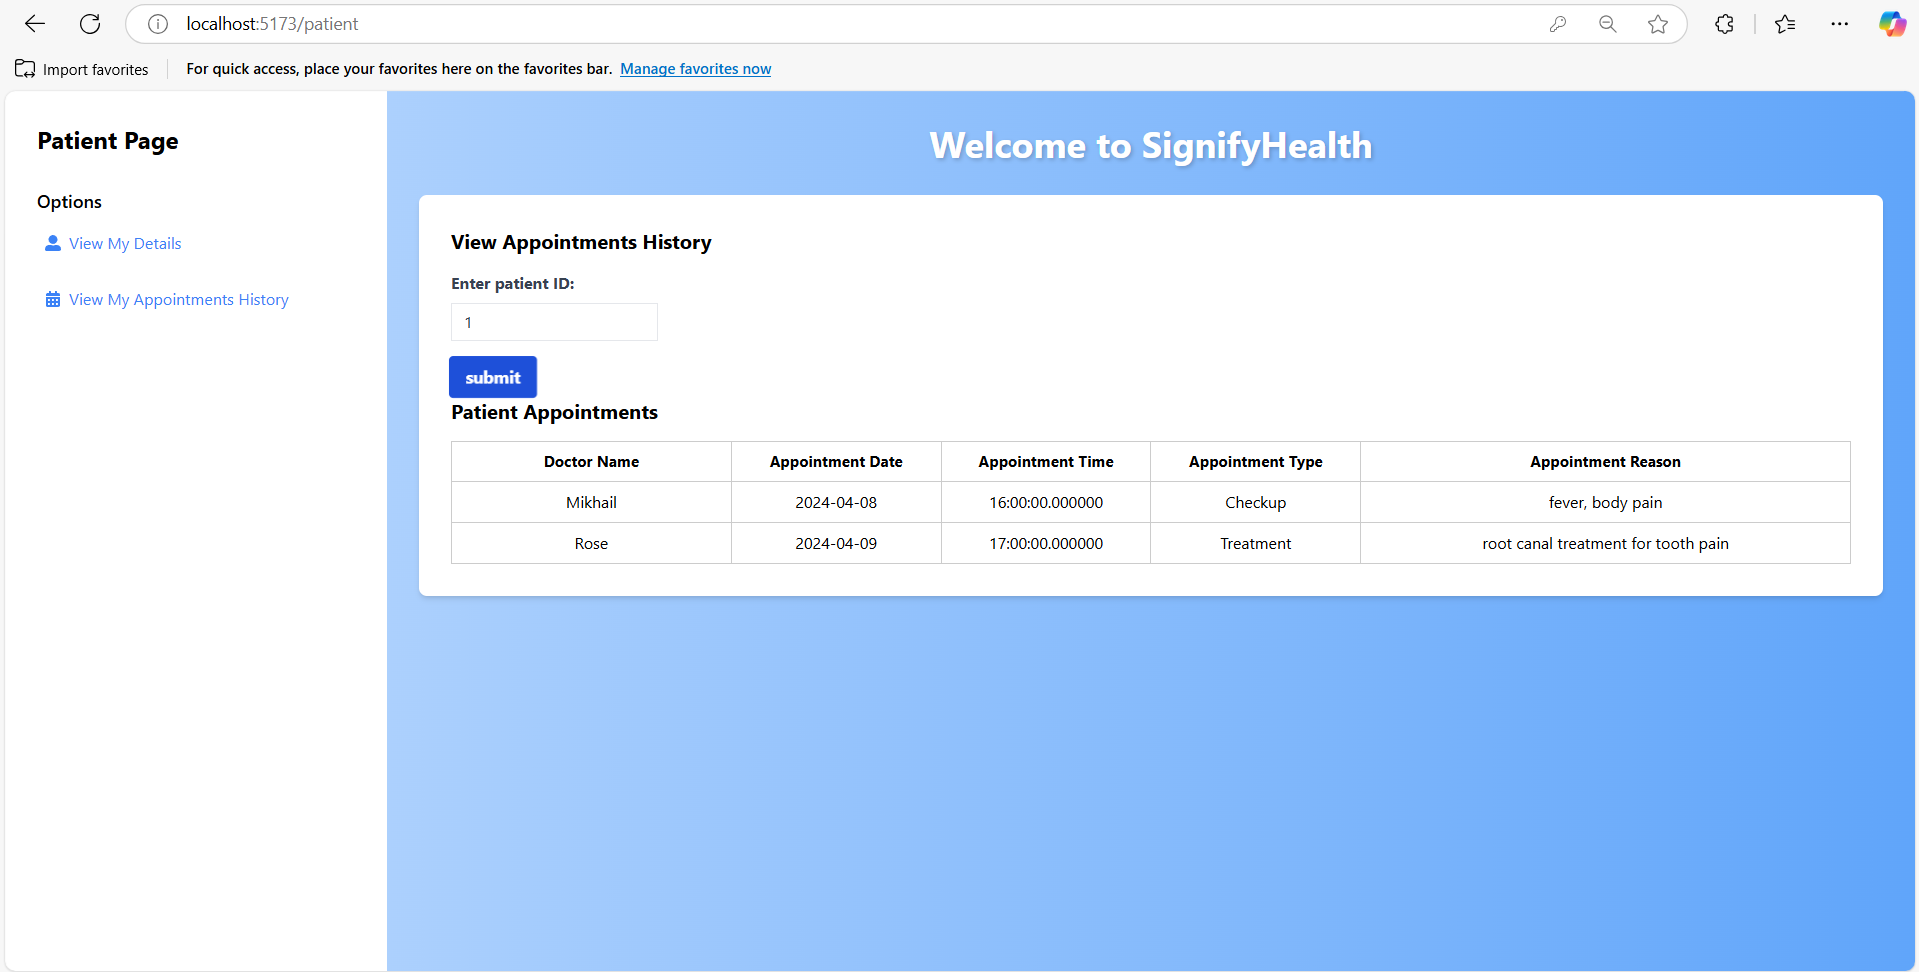 localhost:5173/patient
Import favorites For quick access, place your favorites here on the favorites bar. Manage favorites now
Patient Page
Options
View My Details
View My Appointments History
Welcome to SignifyHealth
View Appointments History
Enter patient ID:
1
submit
Patient Appointments
Doctor Name Appointment Date Appointment Time Appointment Type Appointment Reason
Mikhail 2024-04-08 16:00:00.000000 Checkup fever, body pain
Rose 2024-04-09 17:00:00.000000 Treatment root canal treatment for tooth pain